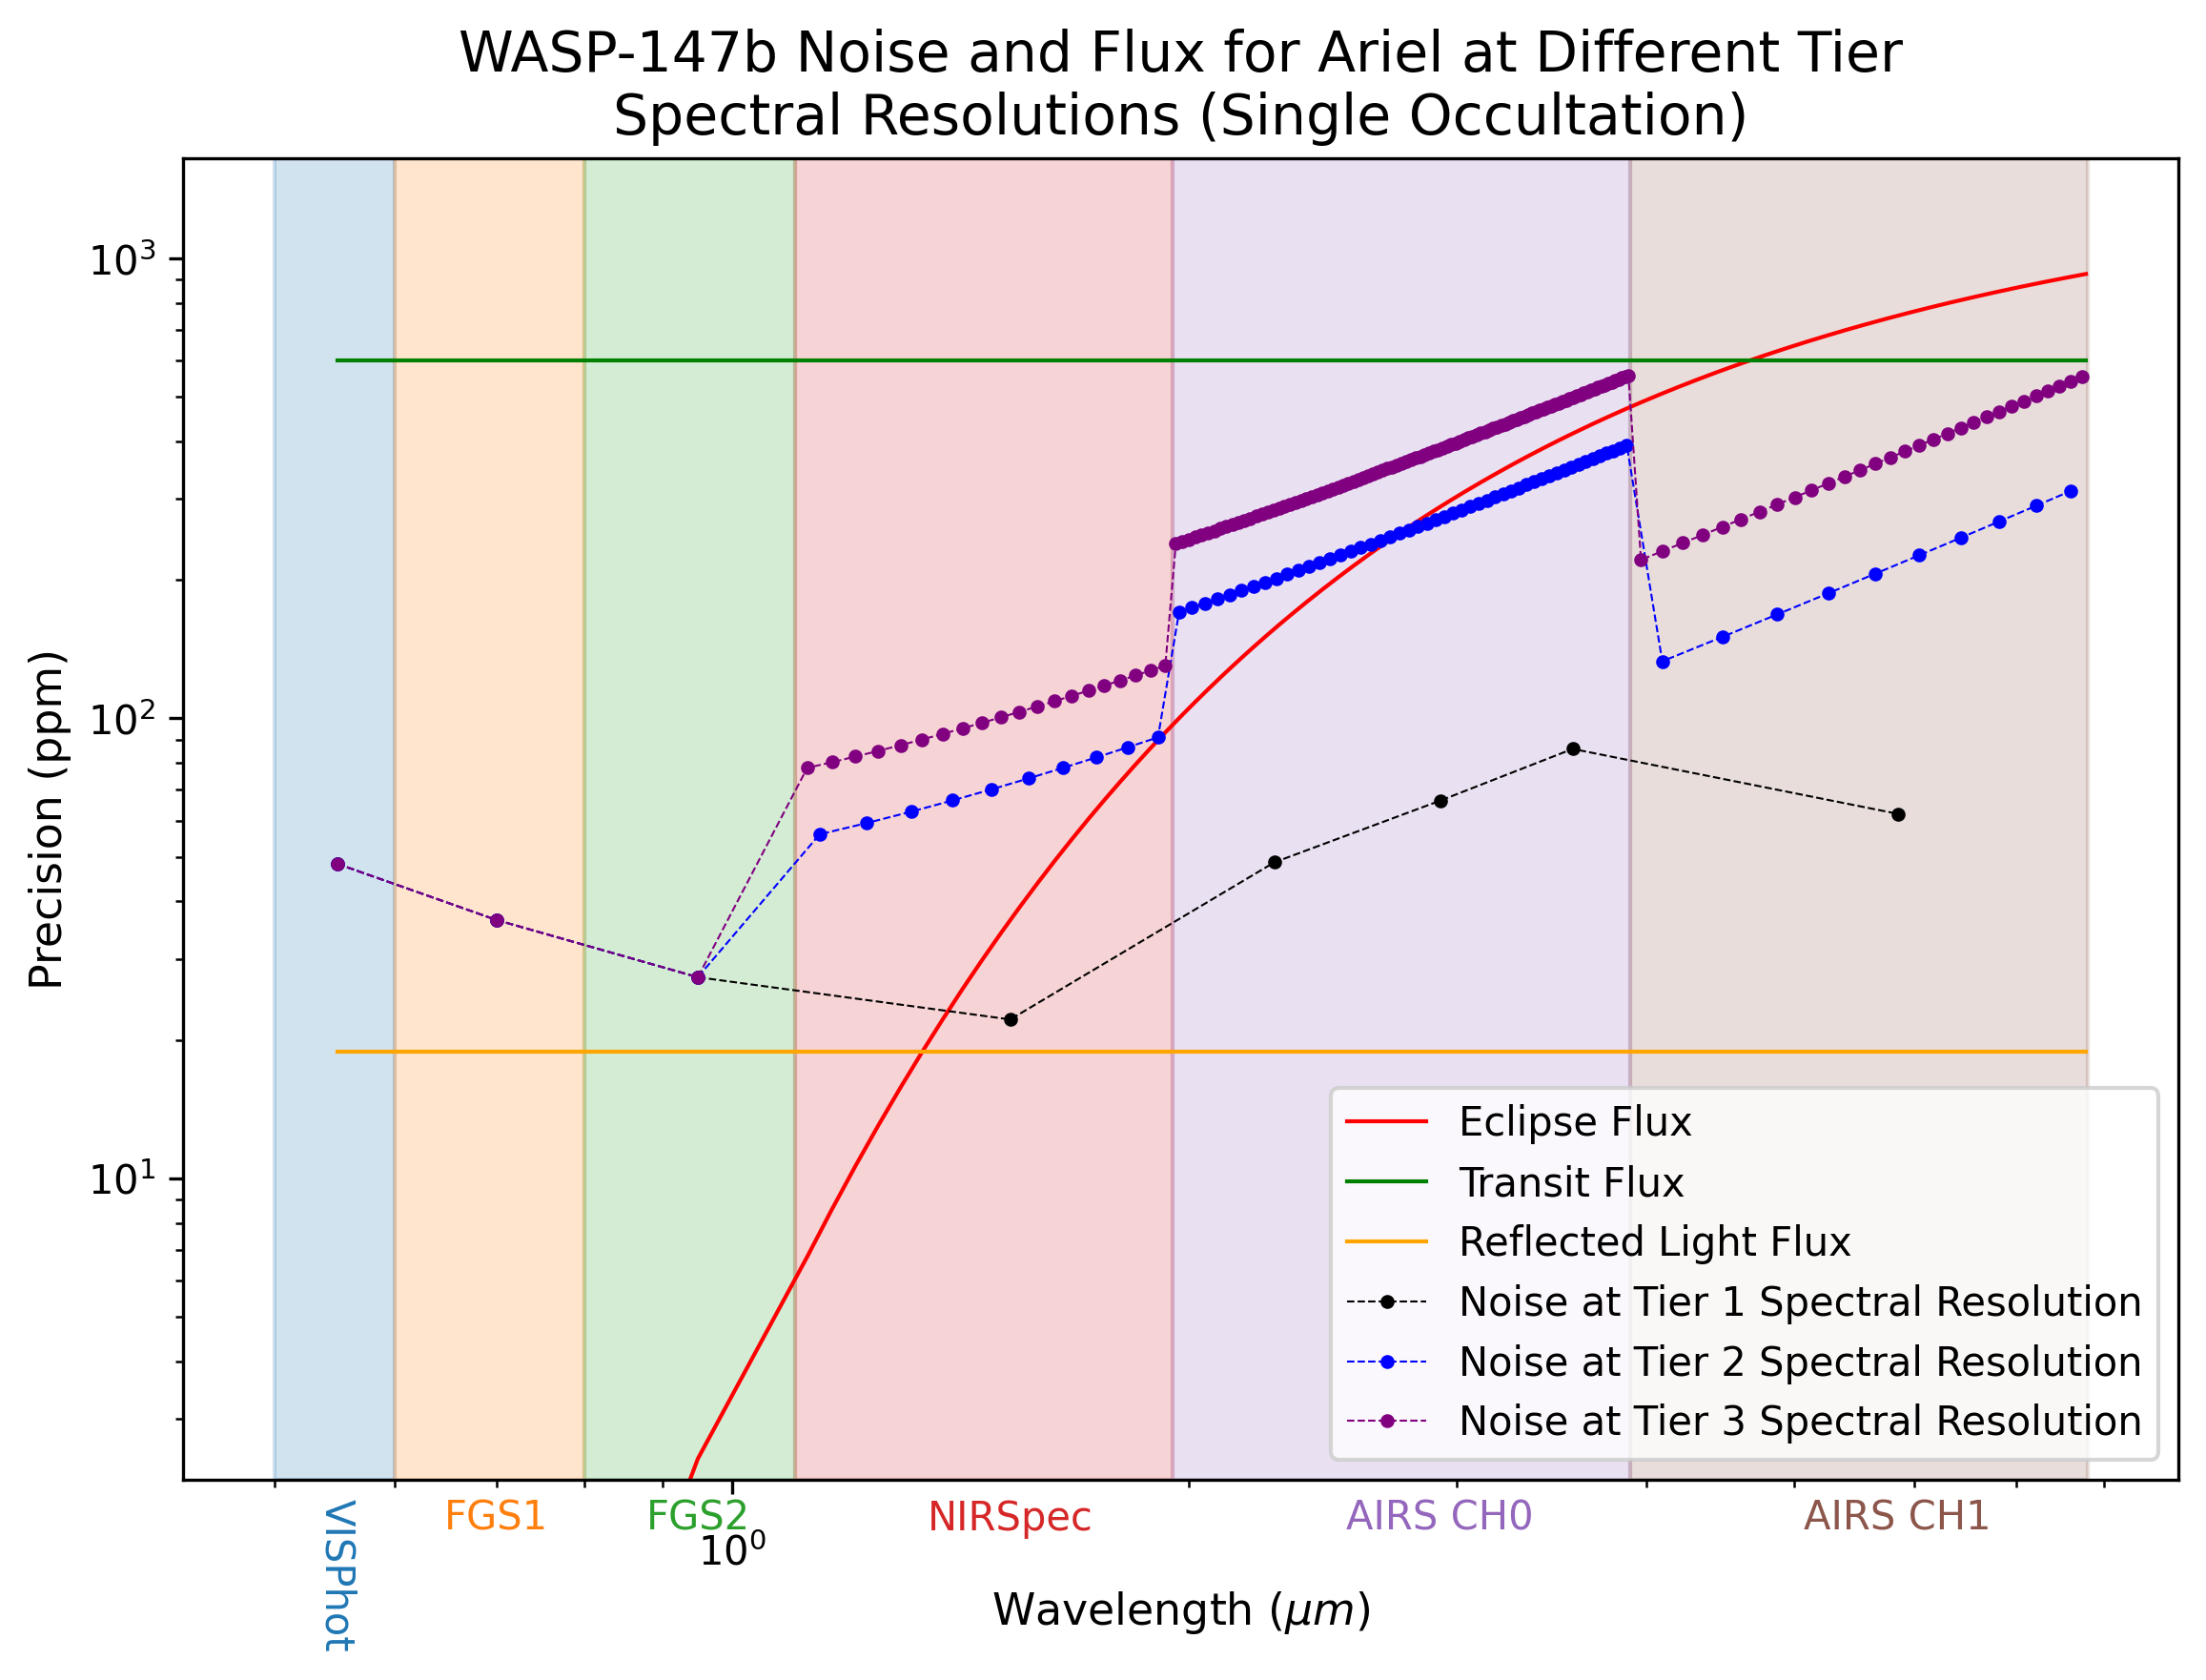 WASP-147b Noise and Flux for Ariel at Different Tier
Spectral Resolutions (Single Occultation)
Precision (ppm)
10³
10²
10¹
Eclipse Flux
Transit Flux
Reflected Light Flux
Noise at Tier 1 Spectral Resolution
Noise at Tier 2 Spectral Resolution
Noise at Tier 3 Spectral Resolution
VISPhot
FGS1
FGS2
NIRSpec
AIRS CH0
AIRS CH1
10⁰
Wavelength (μm)